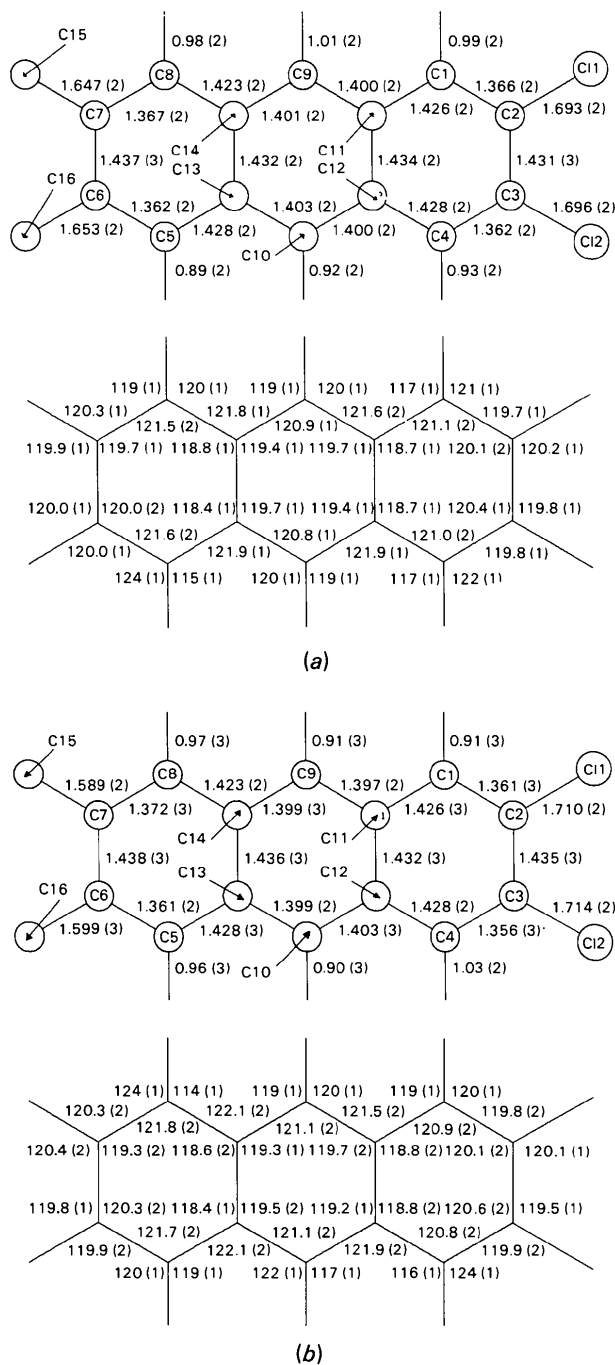 C15
0.98 (2) 1.01 (2) 0.99 (2)
C8 C9 C1 Cl1
1.647 (2) 1.423 (2) 1.400 (2) 1.366 (2)
C7 1.367 (2) 1.401 (2) 1.426 (2) C2 1.693 (2)
C14 C11
1.437 (3) C13 1.432 (2) C12 1.434 (2) 1.431 (3)
C16
C6 1.362 (2) 1.403 (2) 1.428 (2) C3 1.696 (2)
1.653 (2) C5 1.428 (2) 1.400 (2) C4 1.362 (2) Cl2
C10
0.89 (2) 0.92 (2) 0.93 (2)
119 (1) 120 (1) 119 (1) 120 (1) 117 (1) 121 (1)
120.3 (1) 121.8 (1) 121.6 (2) 119.7 (1)
121.5 (2) 120.9 (1) 121.1 (2)
119.9 (1) 119.7 (1) 118.8 (1) 119.4 (1) 119.7 (1) 118.7 (1) 120.1 (2) 120.2 (1)
120.0 (1) 120.0 (2) 118.4 (1) 119.7 (1) 119.4 (1) 118.7 (1) 120.4 (1) 119.8 (1)
121.6 (2) 120.8 (1) 121.0 (2)
120.0 (1) 121.9 (1) 121.9 (1) 119.8 (1)
124 (1) 115 (1) 120 (1) 119 (1) 117 (1) 122 (1)
(a)
C15
0.97 (3) 0.91 (3) 0.91 (3)
C8 C9 C1 Cl1
1.589 (2) 1.423 (2) 1.397 (2) 1.361 (3)
C7 1.372 (3) 1.399 (3) 1.426 (3) C2 1.710 (2)
C14 C11
1.438 (3) C13 1.436 (3) C12 1.432 (3) 1.435 (3)
C16
C6 1.361 (2) 1.399 (2) 1.428 (2) C3 1.714 (2)
1.599 (3) C5 1.428 (3) 1.403 (3) C4 1.356 (3) Cl2
C10
0.96 (3) 0.90 (3) 1.03 (2)
124 (1) 114 (1) 119 (1) 120 (1) 119 (1) 120 (1)
120.3 (2) 122.1 (2) 121.5 (2) 119.8 (2)
121.8 (2) 121.1 (2) 120.9 (2)
120.4 (2) 119.3 (2) 118.6 (2) 119.3 (1) 119.7 (2) 118.8 (2) 120.1 (2) 120.1 (1)
119.8 (1) 120.3 (2) 118.4 (1) 119.5 (2) 119.2 (1) 118.8 (2) 120.6 (2) 119.5 (1)
121.7 (2) 121.1 (2) 120.8 (2)
119.9 (2) 122.1 (2) 121.9 (2) 119.9 (2)
120 (1) 119 (1) 122 (1) 117 (1) 116 (1) 124 (1)
(b)